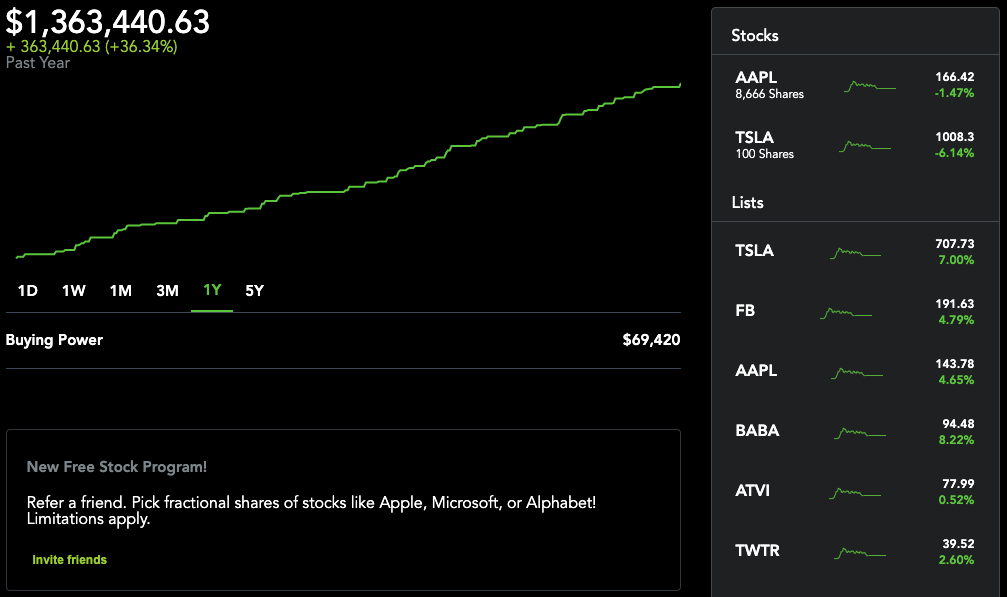 $1,363,440.63
+ 363,440.63 (+36.34%)
Past Year
1D 1W 1M 3M 1Y 5Y
Buying Power $69,420
New Free Stock Program!
Refer a friend. Pick fractional shares of stocks like Apple, Microsoft, or Alphabet!
Limitations apply.
Invite friends
Stocks
AAPL 166.42
8,666 Shares -1.47%
TSLA 1008.3
100 Shares -6.14%
Lists
TSLA 707.73
7.00%
FB 191.63
4.79%
AAPL 143.78
4.65%
BABA 94.48
8.22%
ATVI 77.99
0.52%
TWTR 39.52
2.60%